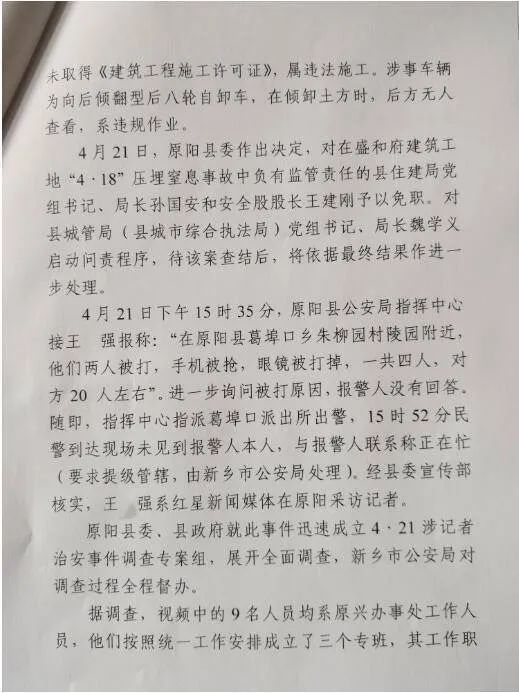 未取得《建筑工程施工许可证》，属违法施工。涉事车辆
为向后倾翻型后八轮自卸车，在倾卸土方时，后方无人
查看，系违规作业。
4月21日，原阳县委作出决定，对在盛和府建筑工
地“4·18”压埋窒息事故中负有监管责任的县住建局党
组书记、局长孙国安和安全股股长王建刚予以免职。对
县城管局（县城市综合执法局）党组书记、局长魏学义
启动问责程序，待该案查结后，将依据最终结果作进一
步处理。
4月21日下午15时35分，原阳县公安局指挥中心
接王 强报称：“在原阳县葛埠口乡朱柳园村陵园附近，
他们两人被打，手机被抢，眼镜被打掉，一共四人，对
方20 人左右”。进一步询问被打原因，报警人没有回答。
随即，指挥中心指派葛埠口派出所出警，15时52分民
警到达现场未见到报警人本人，与报警人联系称正在忙
（要求提级管辖，由新乡市公安局处理）。经县委宣传部
核实，王 强系红星新闻媒体在原阳采访记者。
原阳县委、县政府就此事件迅速成立4·21涉记者
治安事件调查专案组，展开全面调查，新乡市公安局对
调查过程全程督办。
据调查，视频中的9名人员均系原兴办事处工作人
员，他们按照统一工作安排成立了三个专班，其工作职